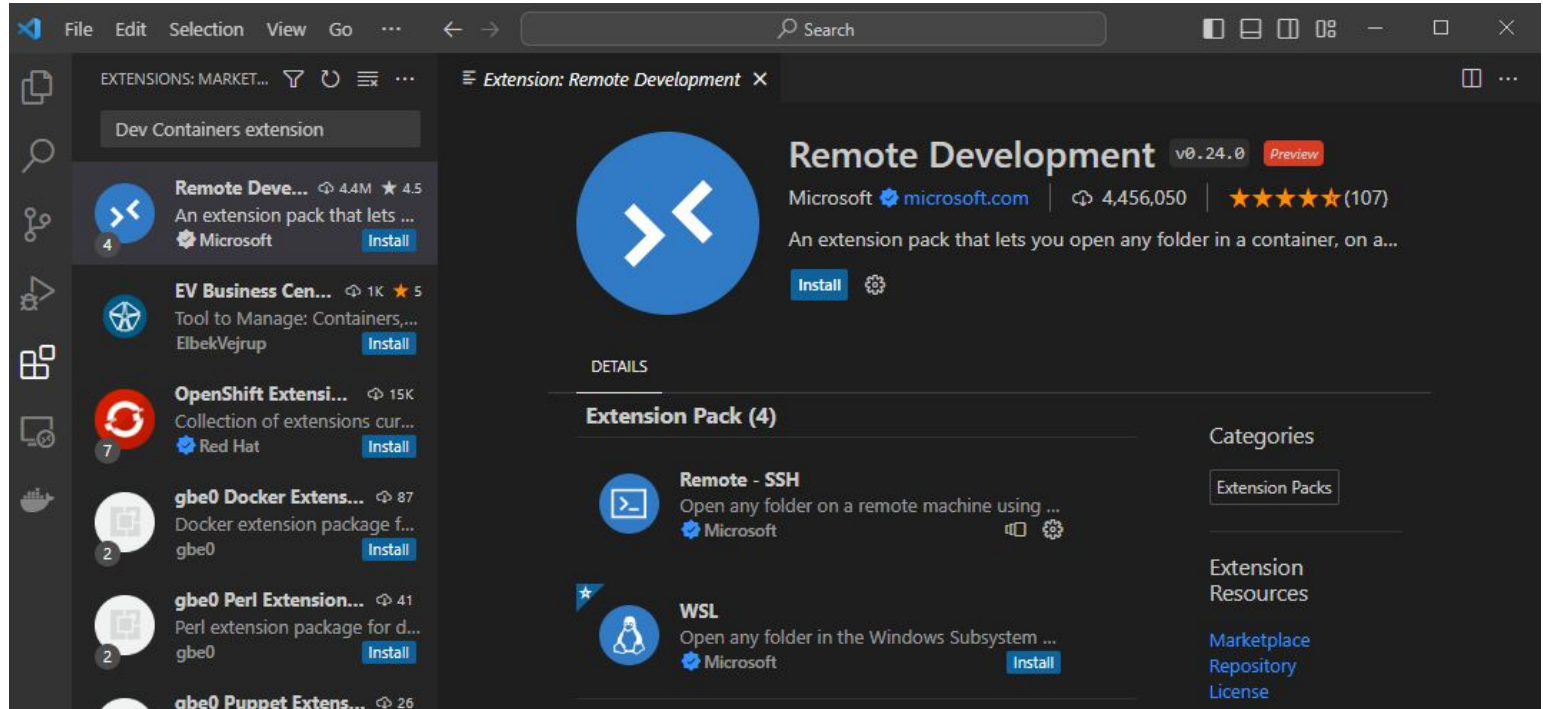 File Edit Selection View Go ··· Search
EXTENSIONS: MARKET...
Dev Containers extension
Remote Deve... 4.4M ★ 4.5
An extension pack that lets ...
4
Microsoft Install
EV Business Cen... 1K ★ 5
Tool to Manage: Containers,...
ElbekVejrup Install
OpenShift Extensi... 15K
Collection of extensions cur...
7
Red Hat Install
gbe0 Docker Extens... 87
Docker extension package f...
2
gbe0 Install
gbe0 Perl Extension... 41
Perl extension package for d...
2
gbe0 Install
gbe0 Puppet Extens... 26
Extension: Remote Development
Remote Development v0.24.0 Preview
Microsoft microsoft.com | 4,456,050 | ★★★★★(107)
An extension pack that lets you open any folder in a container, on a...
Install
DETAILS
Extension Pack (4)
Remote - SSH
Open any folder on a remote machine using ...
Microsoft
WSL
Open any folder in the Windows Subsystem ...
Microsoft Install
Categories
Extension Packs
Extension
Resources
Marketplace
Repository
License